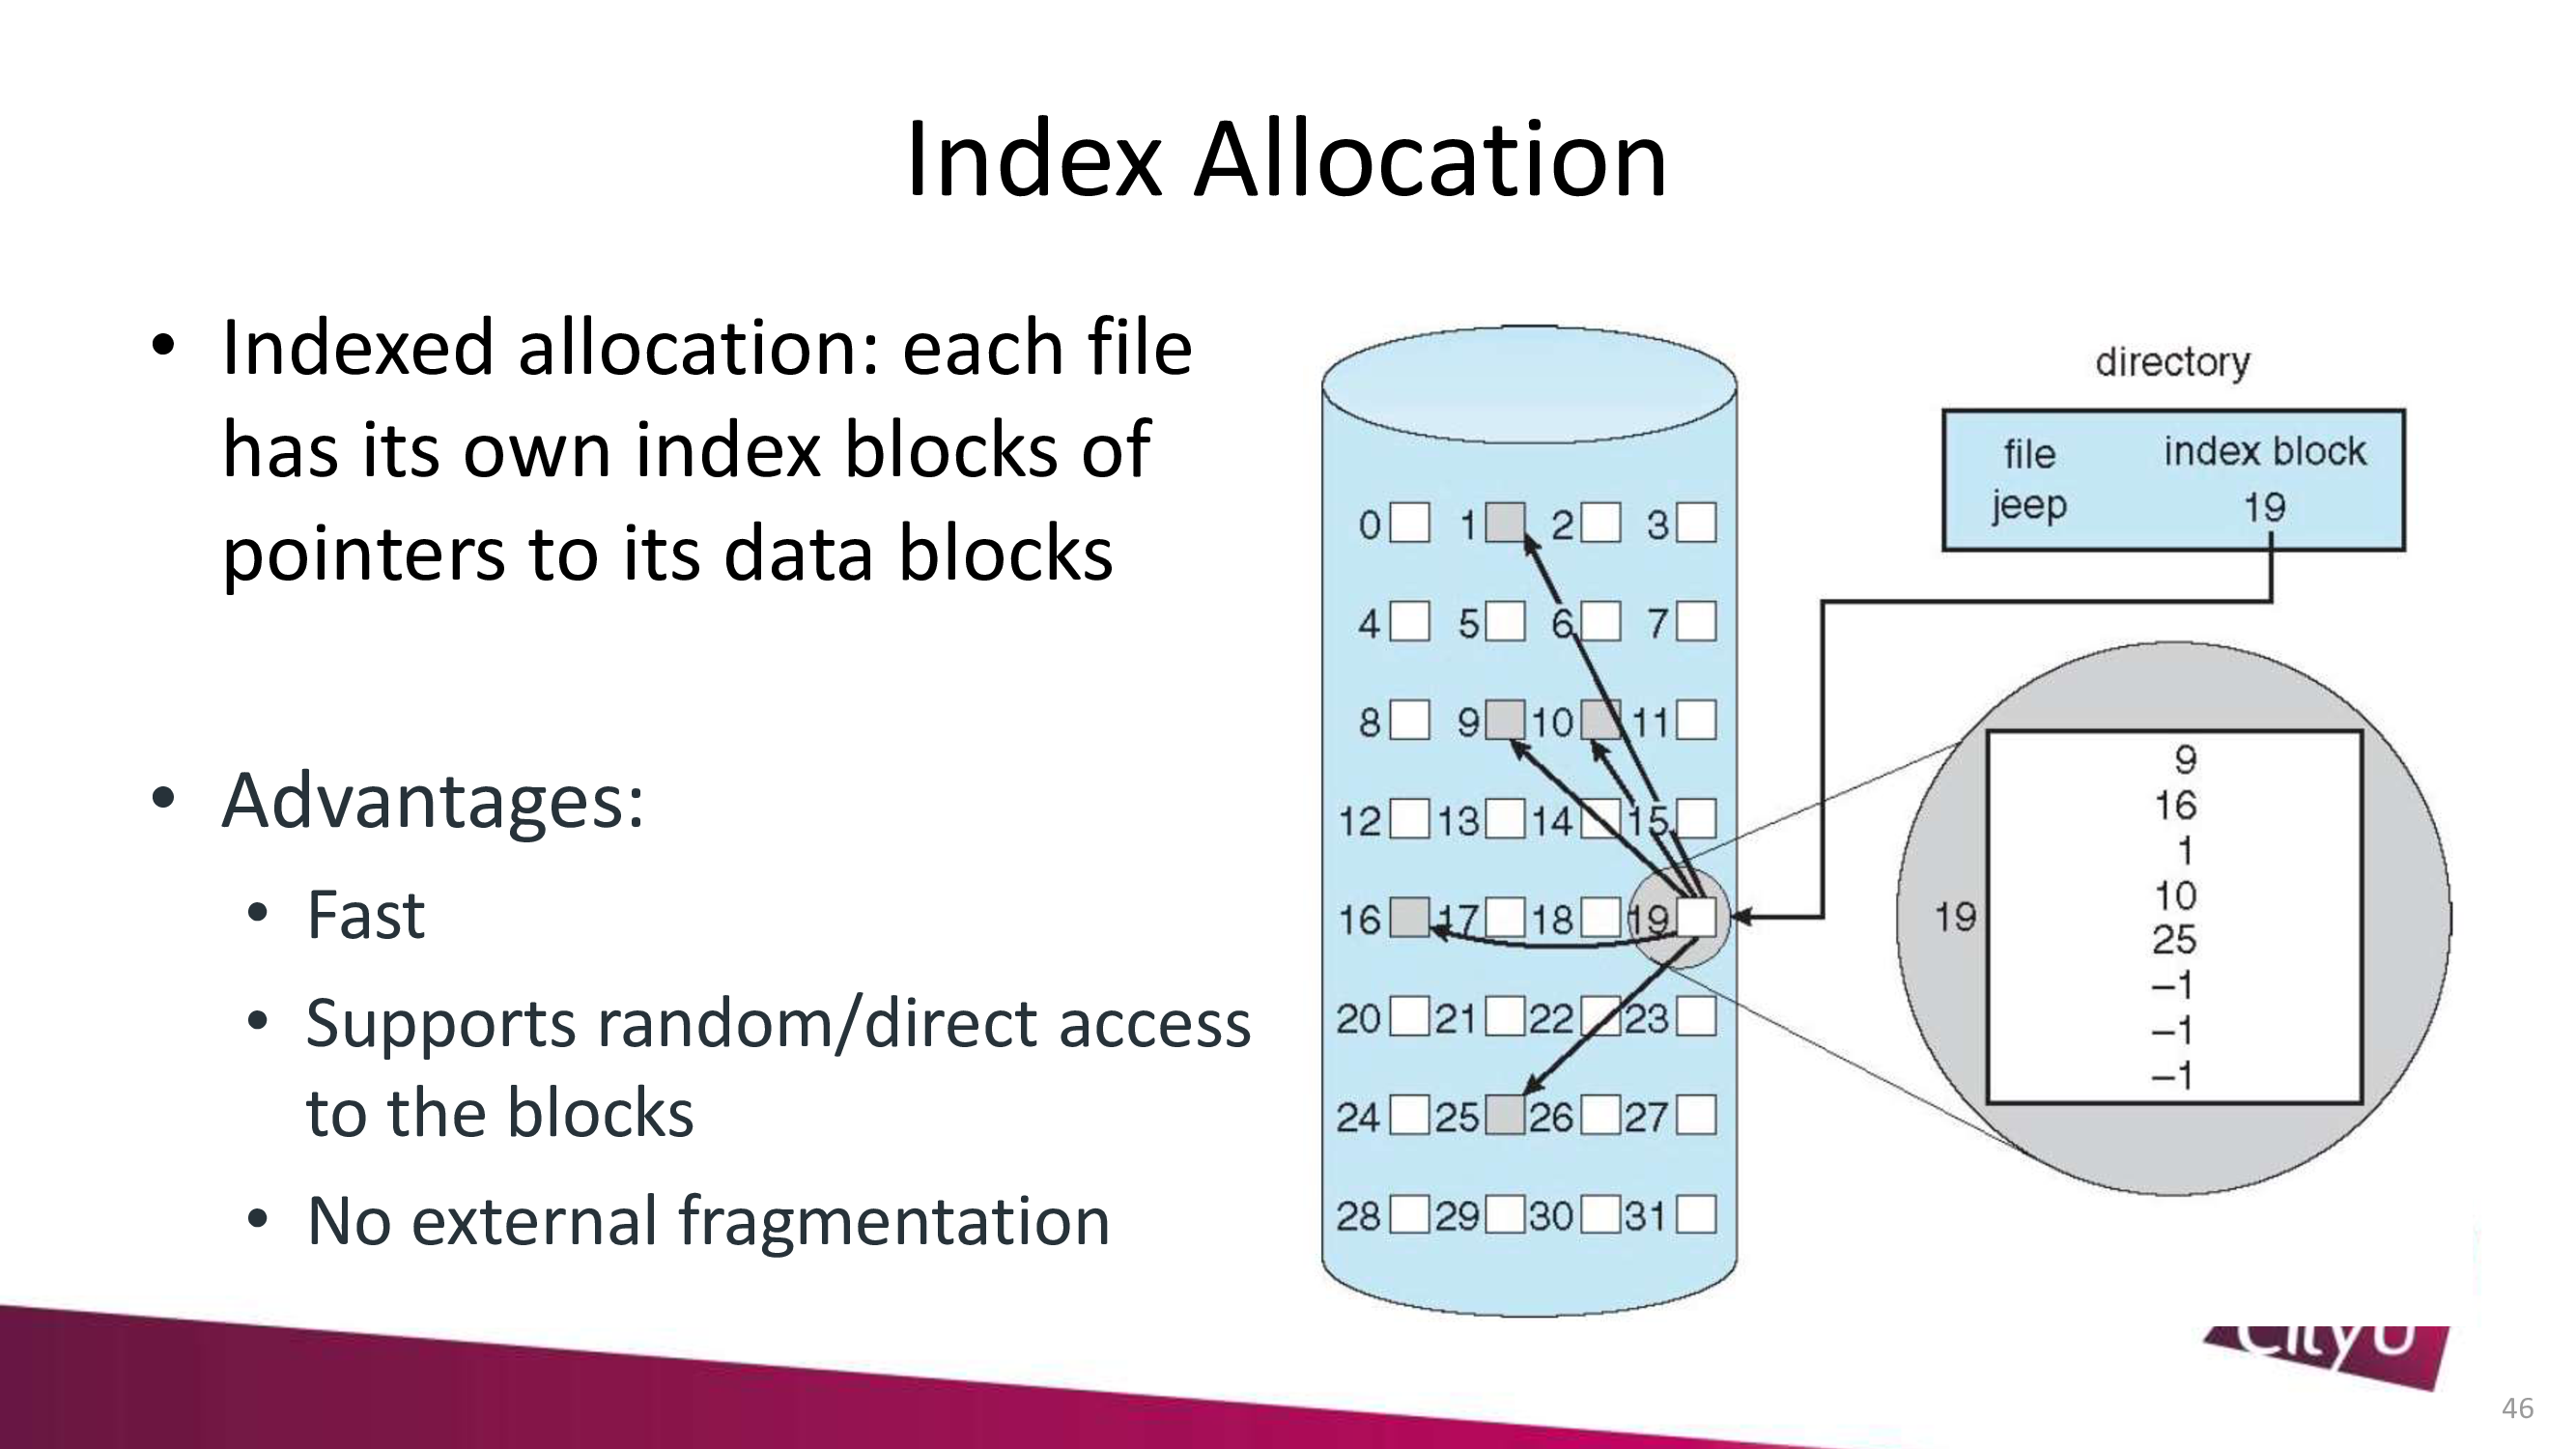 Index Allocation
• Indexed allocation: each file
has its own index blocks of
pointers to its data blocks
• Advantages:
• Fast
• Supports random/direct access
to the blocks
• No external fragmentation
directory
file index block
jeep 19
0 1 2 3
4 5 6 7
8 9 10 11
12 13 14 15
16 17 18 19
20 21 22 23
24 25 26 27
28 29 30 31
19
9
16
1
10
25
–1
–1
–1
CityU
46